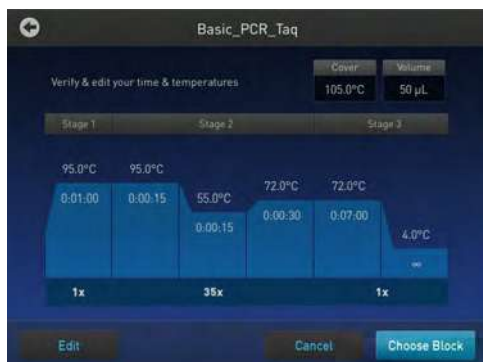 Basic_PCR_Taq
Verify & edit your time & temperatures
Cover
Volume
105.0°C
50 µL
Stage 1
Stage 2
Stage 3
95.0°C
95.0°C
55.0°C
72.0°C
72.0°C
4.0°C
0:01:00
0:00:15
0:00:15
0:00:30
0:07:00
∞
1x
35x
1x
Edit
Cancel
Choose Block